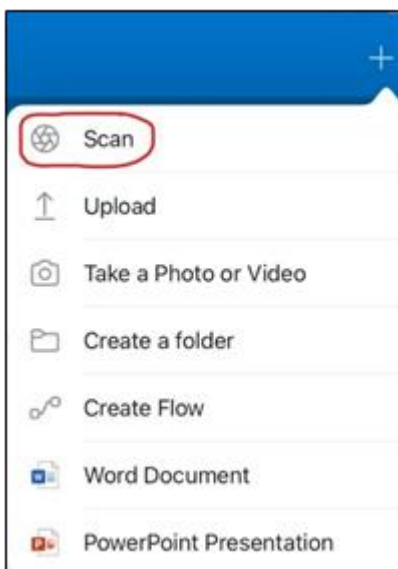 Scan
Upload
Take a Photo or Video
Create a folder
Create Flow
Word Document
PowerPoint Presentation